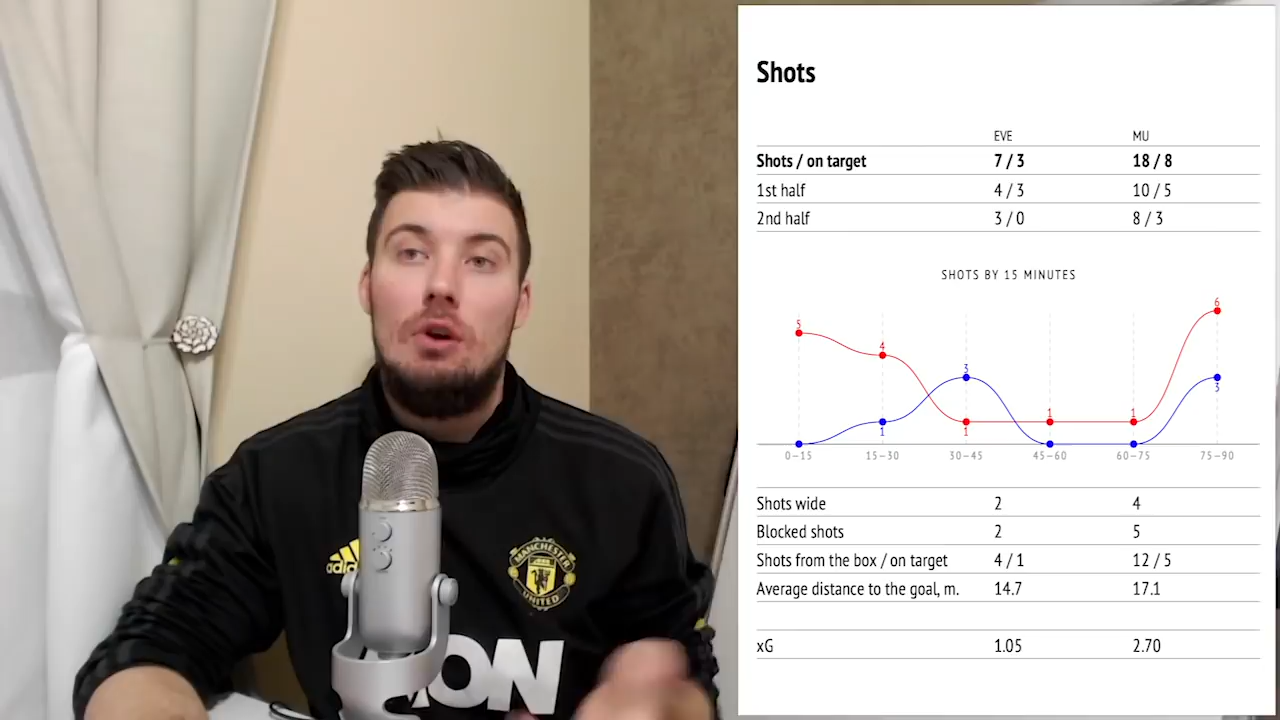 Shots
EVE MU
Shots / on target 7 / 3 18 / 8
1st half 4 / 3 10 / 5
2nd half 3 / 0 8 / 3
SHOTS BY 15 MINUTES
6
5
4
3 3
1 1 1 1
0–15 15–30 30–45 45–60 60–75 75–90
Shots wide 2 4
Blocked shots 2 5
Shots from the box / on target 4 / 1 12 / 5
Average distance to the goal, m. 14.7 17.1
xG 1.05 2.70
adidas
MANCHESTER
UNITED
ON